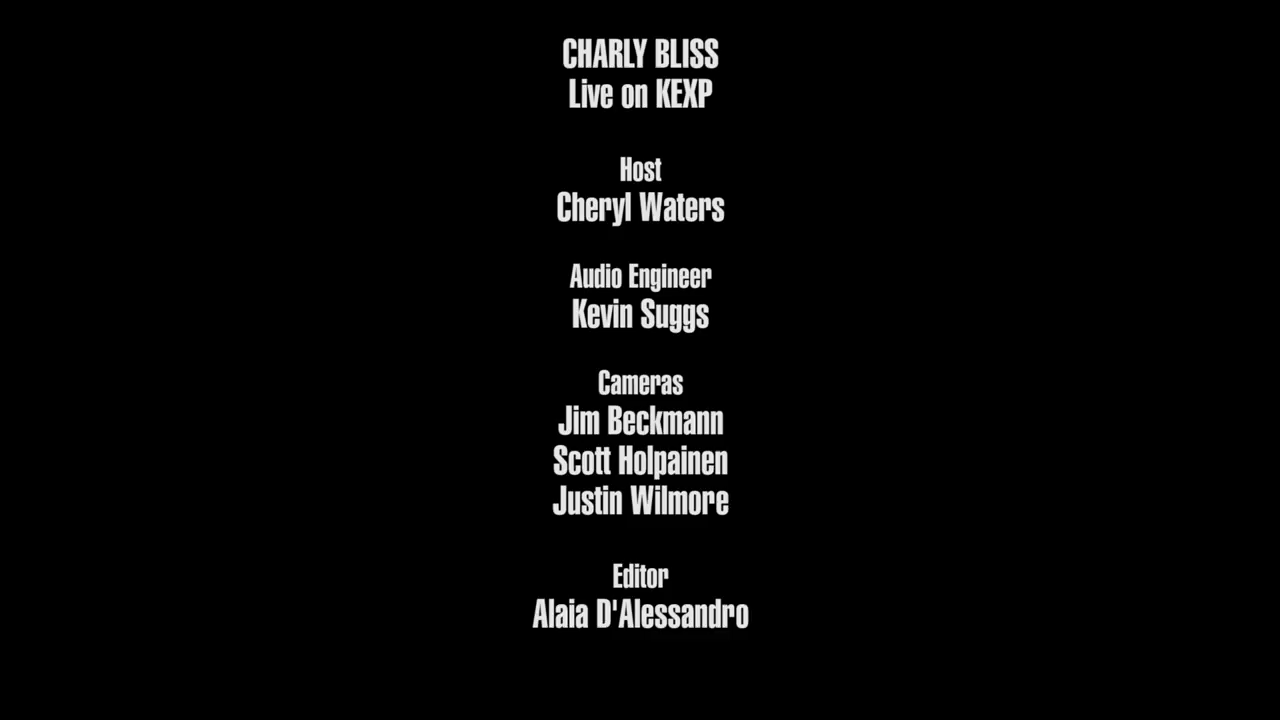 CHARLY BLISS
Live on KEXP
Host
Cheryl Waters
Audio Engineer
Kevin Suggs
Cameras
Jim Beckmann
Scott Holpainen
Justin Wilmore
Editor
Alaia D'Alessandro